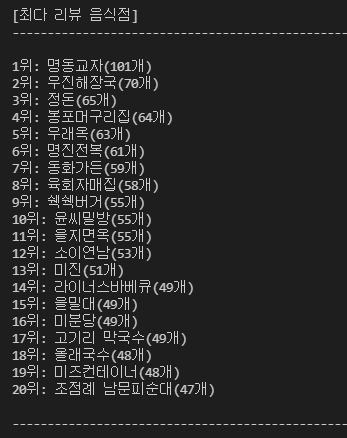 [최다 리뷰 음식점]
--------------------------------------------------
1위: 명동교자(101개)
2위: 우진해장국(70개)
3위: 정돈(65개)
4위: 봉포머구리집(64개)
5위: 우래옥(63개)
6위: 명진전복(61개)
7위: 동화가든(59개)
8위: 육회자매집(58개)
9위: 쉑쉑버거(55개)
10위: 윤씨밀방(55개)
11위: 을지면옥(55개)
12위: 소이연남(53개)
13위: 미진(51개)
14위: 라이너스바베큐(49개)
15위: 을밀대(49개)
16위: 미분당(49개)
17위: 고기리 막국수(49개)
18위: 올래국수(48개)
19위: 미즈컨테이너(48개)
20위: 조점례 남문피순대(47개)
--------------------------------------------------